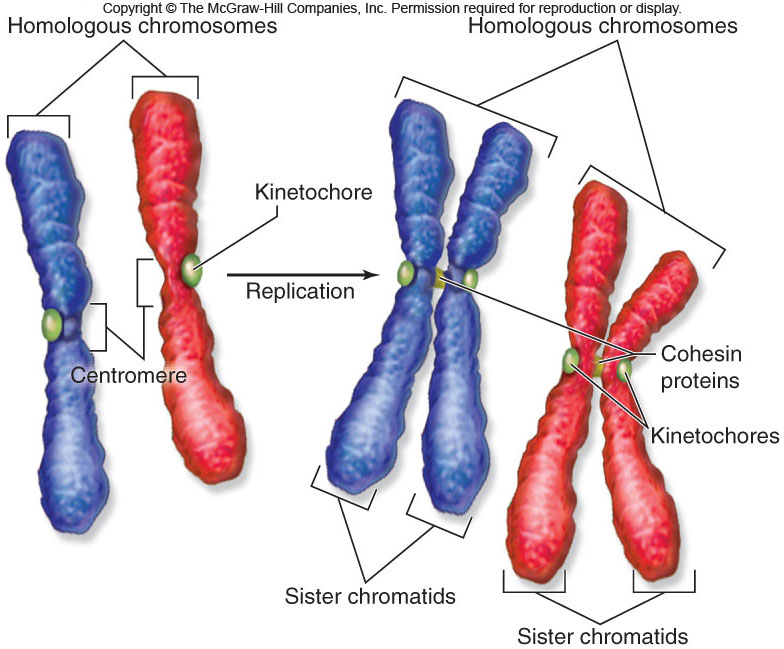 Copyright © The McGraw-Hill Companies, Inc. Permission required for reproduction or display.
Homologous chromosomes
Homologous chromosomes
Kinetochore
Replication
Centromere
Cohesin
proteins
Kinetochores
Sister chromatids
Sister chromatids